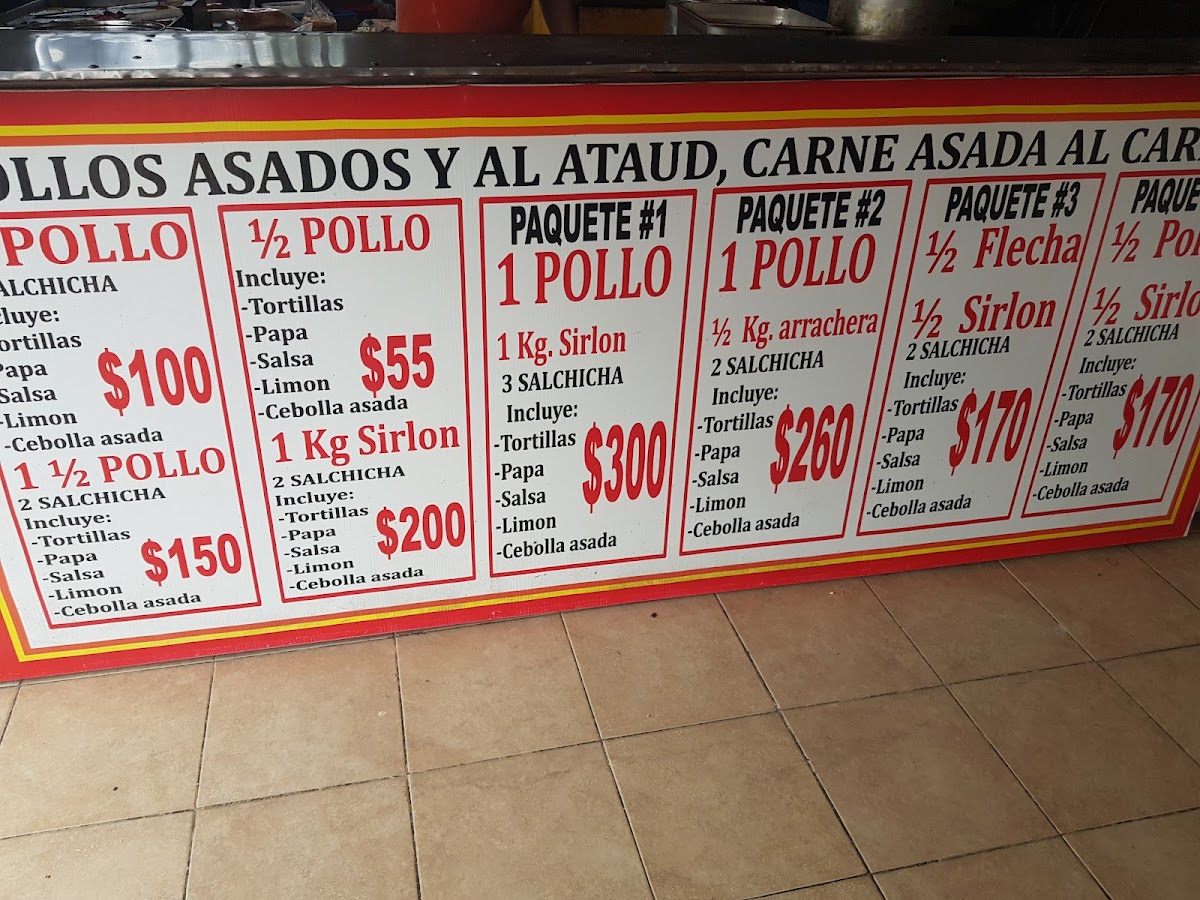 OLLOS ASADOS Y AL ATAUD, CARNE ASADA AL CAR
POLLO
ALCHICHA
cluye:
ortillas
Papa
Salsa
-Limon
-Cebolla asada
$100
1 ½ POLLO
2 SALCHICHA
Incluye:
-Tortillas
-Papa
-Salsa
-Limon
-Cebolla asada
$150
½ POLLO
Incluye:
-Tortillas
-Papa
-Salsa
-Limon
-Cebolla asada
$55
1 Kg Sirlon
2 SALCHICHA
Incluye:
-Tortillas
-Papa
-Salsa
-Limon
-Cebolla asada
$200
PAQUETE #1
1 POLLO
1 Kg. Sirlon
3 SALCHICHA
Incluye:
-Tortillas
-Papa
-Salsa
-Limon
-Cebolla asada
$300
PAQUETE #2
1 POLLO
½ Kg. arrachera
2 SALCHICHA
Incluye:
-Tortillas
-Papa
-Salsa
-Limon
-Cebolla asada
$260
PAQUETE #3
½ Flecha
½ Sirlon
2 SALCHICHA
Incluye:
-Tortillas
-Papa
-Salsa
-Limon
-Cebolla asada
$170
PAQUE
½ Pol
½ Sirlo
2 SALCHICHA
Incluye:
-Tortillas
-Papa
-Salsa
-Limon
-Cebolla asada
$170